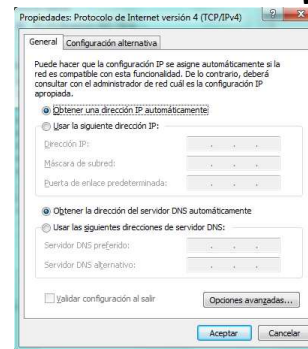 Propiedades: Protocolo de Internet versión 4 (TCP/IPv4)
General Configuración alternativa
Puede hacer que la configuración IP se asigne automáticamente si la
red es compatible con esta funcionalidad. De lo contrario, deberá
consultar con el administrador de red cuál es la configuración IP
apropiada.
Obtener una dirección IP automáticamente
Usar la siguiente dirección IP:
Dirección IP:
Máscara de subred:
Puerta de enlace predeterminada:
Obtener la dirección del servidor DNS automáticamente
Usar las siguientes direcciones de servidor DNS:
Servidor DNS preferido:
Servidor DNS alternativo:
Validar configuración al salir
Opciones avanzadas...
Aceptar Cancelar